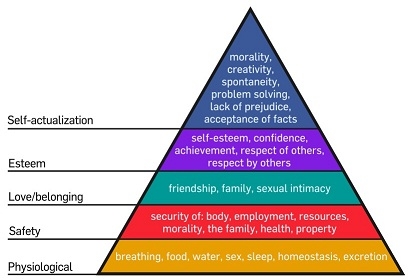 morality,
creativity,
spontaneity,
problem solving,
lack of prejudice,
acceptance of facts
Self-actualization
self-esteem, confidence,
achievement, respect of others,
respect by others
Esteem
friendship, family, sexual intimacy
Love/belonging
security of: body, employment, resources,
morality, the family, health, property
Safety
breathing, food, water, sex, sleep, homeostasis, excretion
Physiological